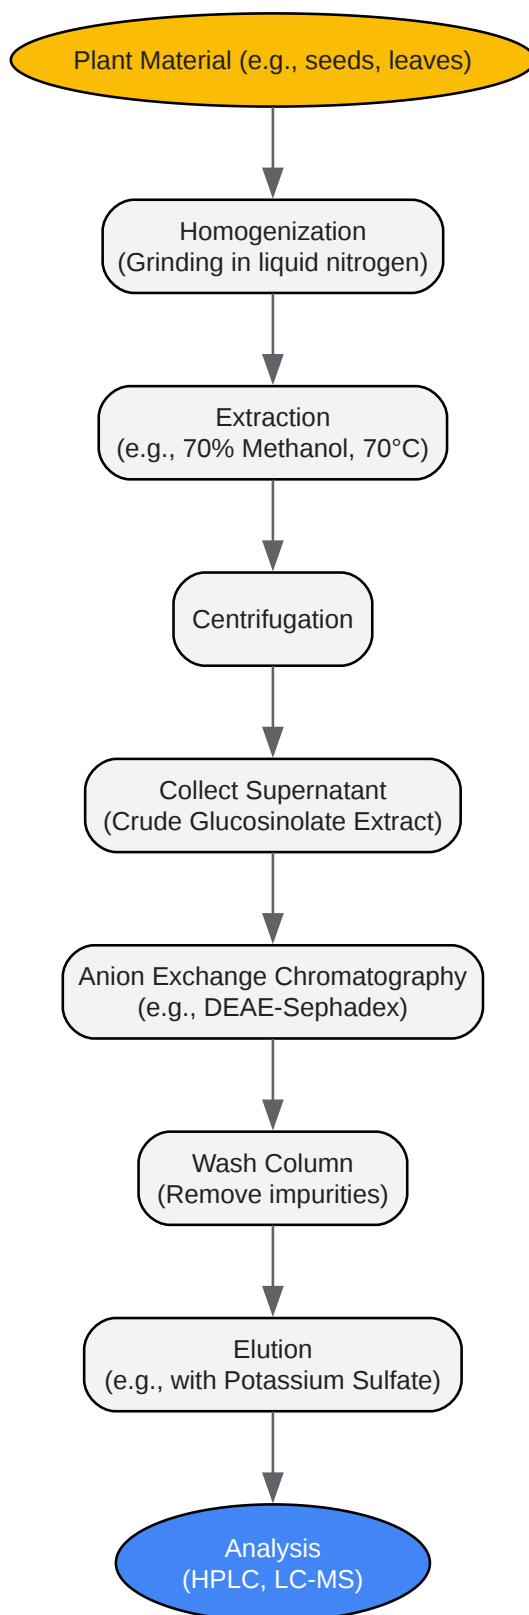 Plant Material (e.g., seeds, leaves)
Homogenization
(Grinding in liquid nitrogen)
Extraction
(e.g., 70% Methanol, 70°C)
Centrifugation
Collect Supernatant
(Crude Glucosinolate Extract)
Anion Exchange Chromatography
(e.g., DEAE-Sephadex)
Wash Column
(Remove impurities)
Elution
(e.g., with Potassium Sulfate)
Analysis
(HPLC, LC-MS)